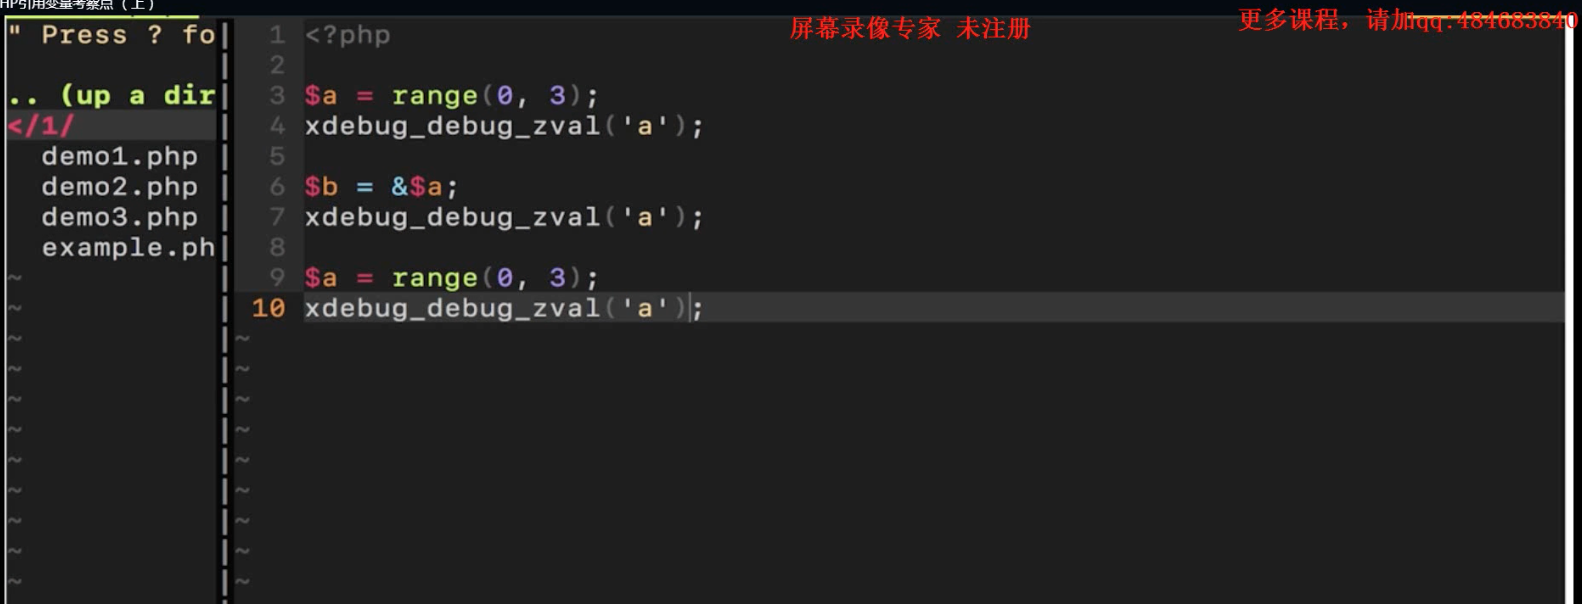 HP引用变量考察点（上）
屏幕录像专家 未注册
更多课程，请加qq:484683840
" Press ? fo
.. (up a dir
</1/
demo1.php
demo2.php
demo3.php
example.ph
~
~
~
~
~
~
~
~
~
~
~
1 <?php
2
3 $a = range(0, 3);
4 xdebug_debug_zval('a');
5
6 $b = &$a;
7 xdebug_debug_zval('a');
8
9 $a = range(0, 3);
10 xdebug_debug_zval('a');
~
~
~
~
~
~
~
~
~